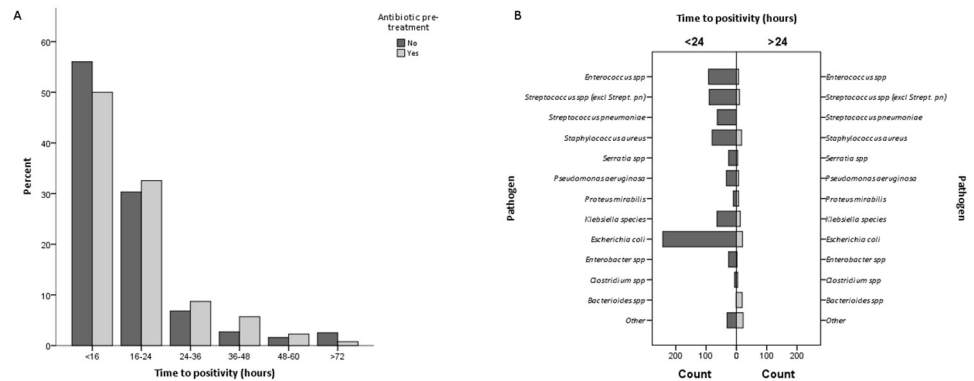 A
Antibiotic pre-
treatment
No
Yes
60
50
40
30
20
10
0
Percent
<16
16-24
24-36
36-48
48-60
>72
Time to positivity (hours)
B
Time to positivity (hours)
<24
>24
Pathogen
Enterococcus spp
Streptococcus spp (excl Strept. pn)
Streptococcus pneumoniae
Staphylococcus aureus
Serratia spp
Pseudomonas aeruginosa
Proteus mirabilis
Klebsiella species
Escherichia coli
Enterobacter spp
Clostridium spp
Bacterioides spp
Other
Enterococcus spp
Streptococcus spp (excl Strept. pn)
Streptococcus pneumoniae
Staphylococcus aureus
Serratia spp
Pseudomonas aeruginosa
Proteus mirabilis
Klebsiella species
Escherichia coli
Enterobacter spp
Clostridium spp
Bacterioides spp
Other
Pathogen
200 100 0 100 200
Count Count